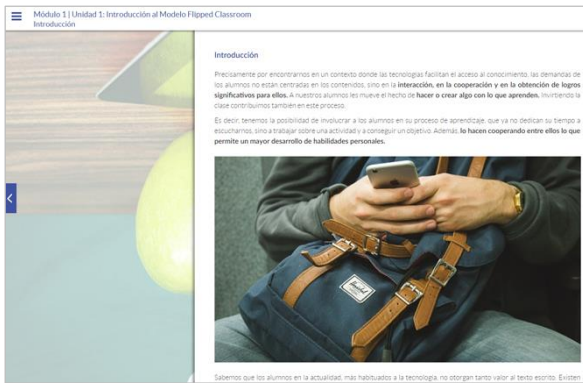 Módulo 1 | Unidad 1: Introducción al Modelo Flipped Classroom
Introducción
Introducción
Precisamente por encontrarnos en un contexto donde las tecnologías facilitan el acceso al conocimiento, las demandas de
los alumnos no están centradas en los contenidos, sino en la interacción, en la cooperación y en la obtención de logros
significativos para ellos. A nuestros alumnos les mueve el hecho de hacer o crear algo con lo que aprenden. Invirtiendo la
clase contribuimos también en este proceso.
Es decir, tenemos la posibilidad de involucrar a los alumnos en su proceso de aprendizaje, que ya no dedican su tiempo a
escucharnos, sino a trabajar sobre una actividad y a conseguir un objetivo. Además, lo hacen cooperando entre ellos lo que
permite un mayor desarrollo de habilidades personales.
Herschel
Sabemos que los alumnos en la actualidad, más habituados a la tecnología, no otorgan tanto valor al texto escrito. Existen